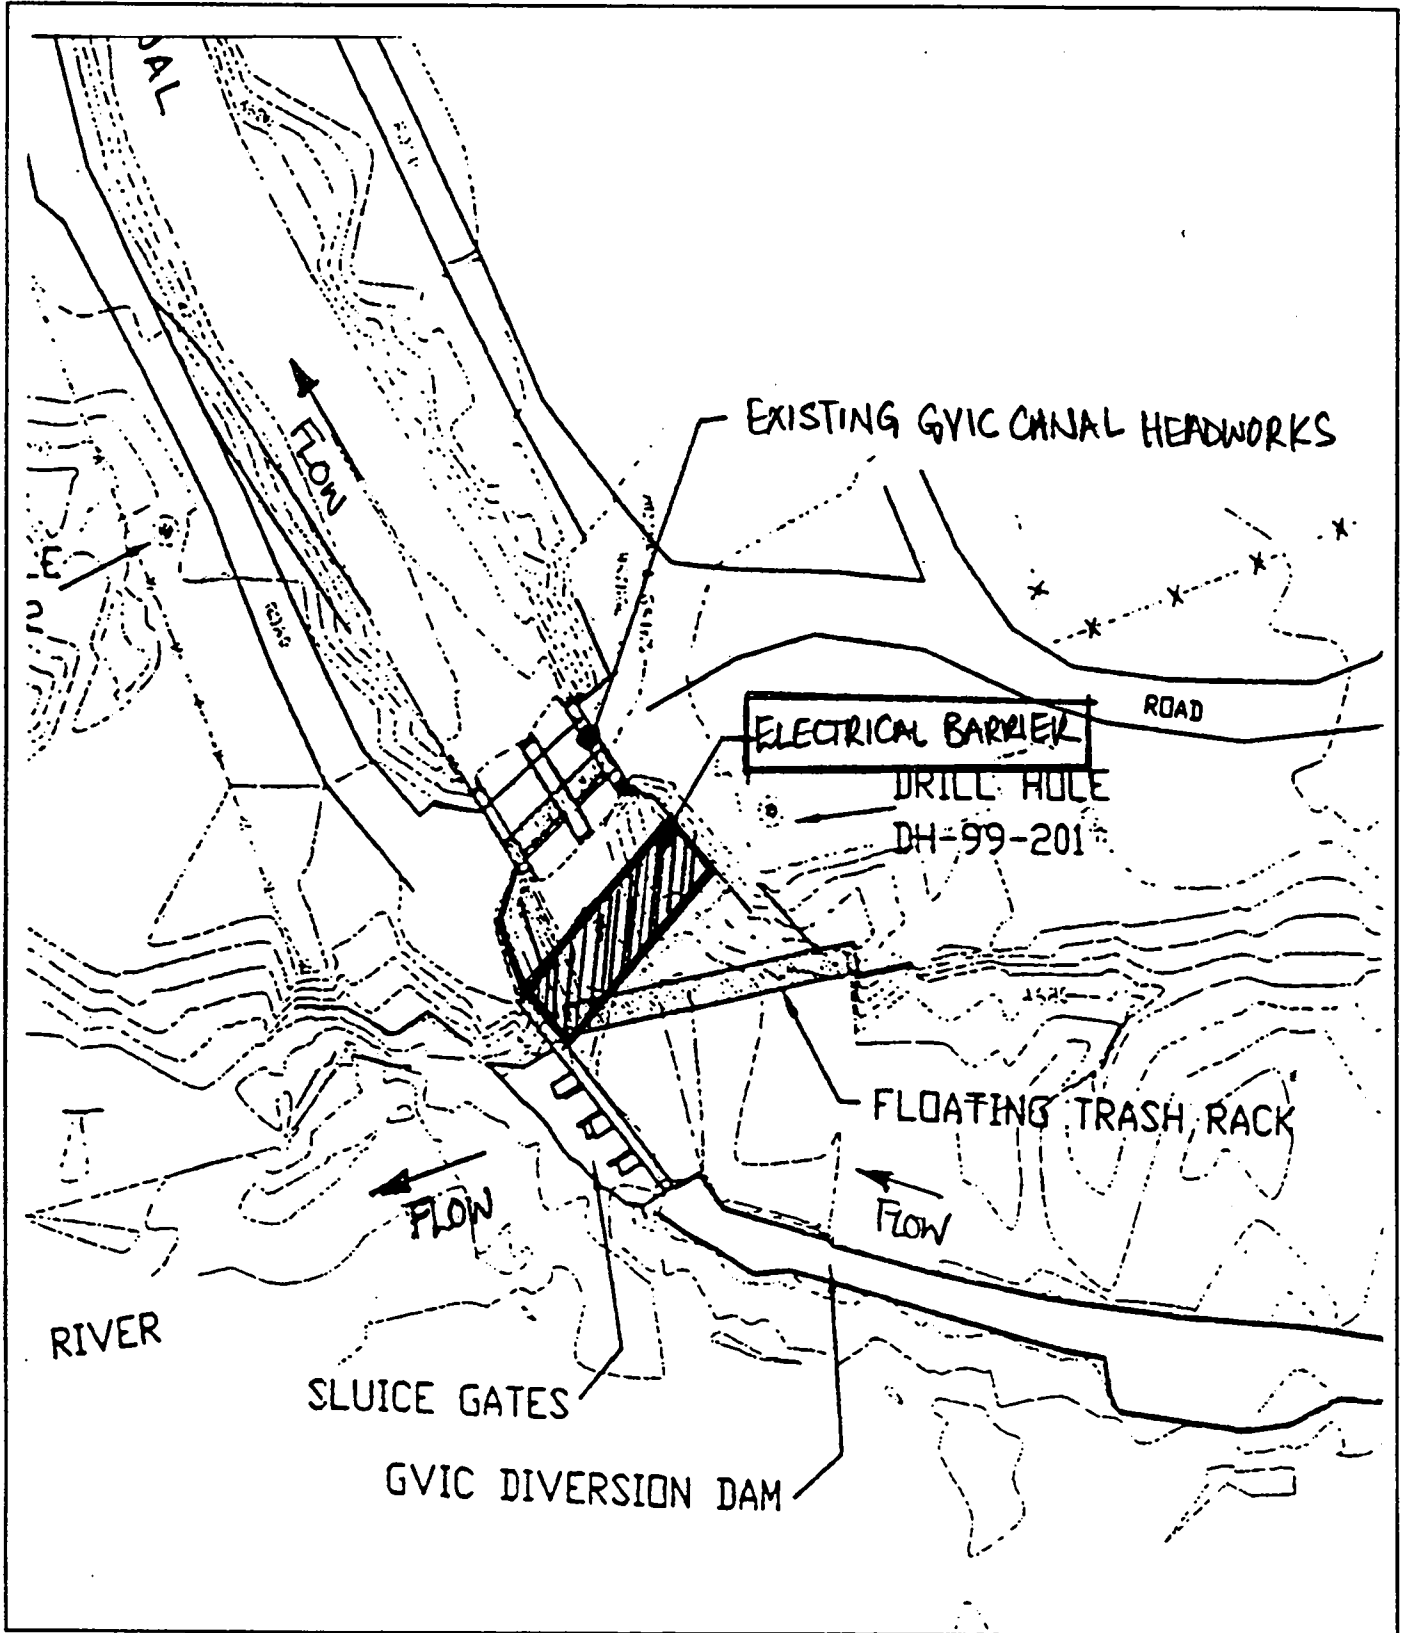 FLOW
EXISTING GVIC CANAL HEADWORKS
ROAD
ROAD
ELECTRICAL BARRIER
DRILL HOLE
DH-99-201
FLOATING TRASH RACK
FLOW
FLOW
RIVER
SLUICE GATES
GVIC DIVERSION DAM